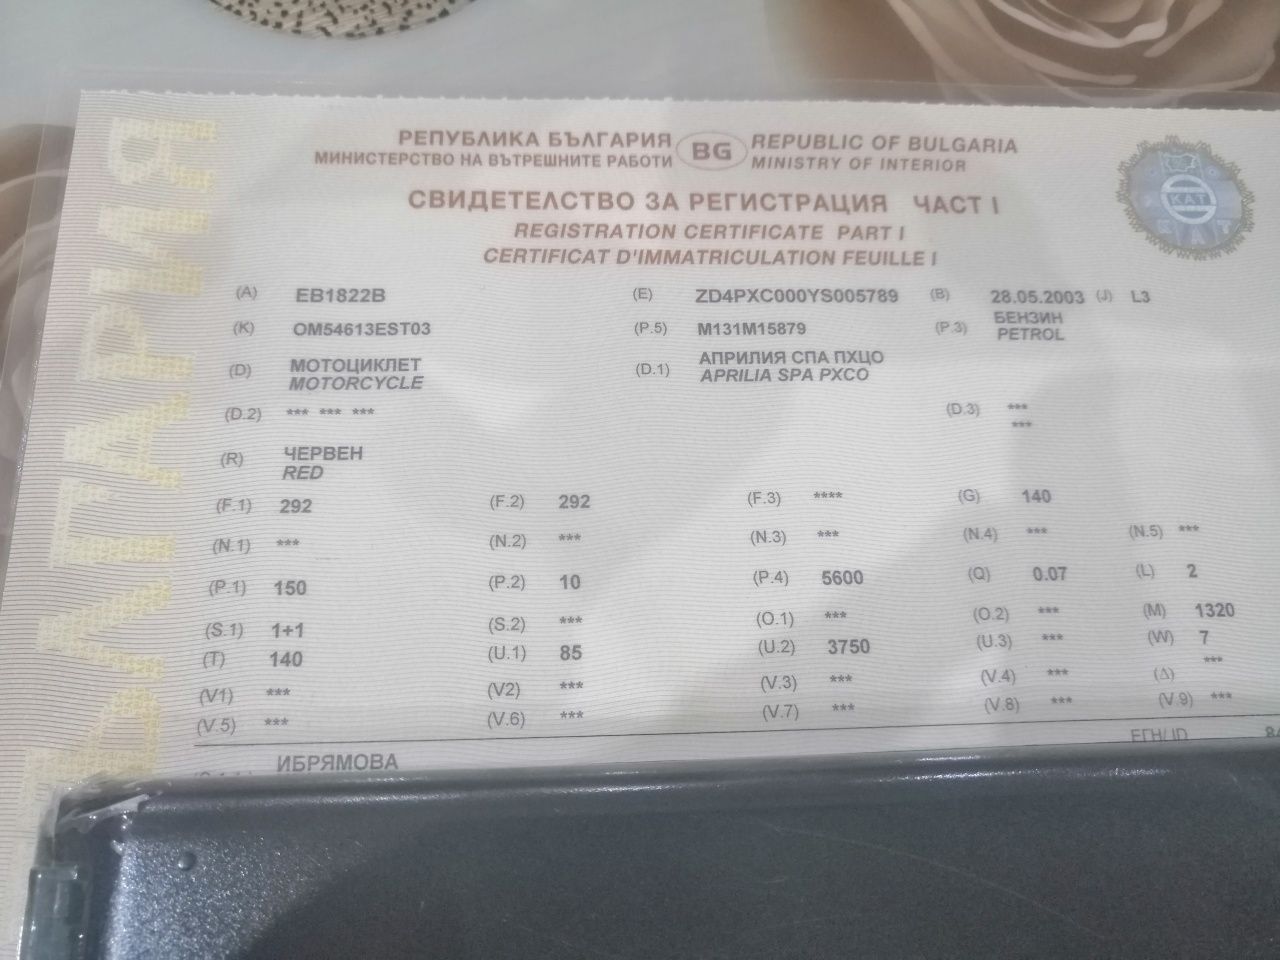 РЕПУБЛИКА БЪЛГАРИЯ BG REPUBLIC OF BULGARIA
МИНИСТЕРСТВО НА ВЪТРЕШНИТЕ РАБОТИ MINISTRY OF INTERIOR
СВИДЕТЕЛСТВО ЗА РЕГИСТРАЦИЯ ЧАСТ I
REGISTRATION CERTIFICATE PART I
CERTIFICAT D'IMMATRICULATION FEUILLE I
КАТ
БЪЛГАРИЯ
(A) EB1822B (E) ZD4PXC000YS005789 (B) 28.05.2003 (J) L3
(K) OM54613EST03 (P.5) M131M15879 (P.3) БЕНЗИН
PETROL
(D) МОТОЦИКЛЕТ (D.1) АПРИЛИЯ СПА ПХЦО
MOTORCYCLE APRILIA SPA PXCO
(D.2) *** *** *** (D.3) ***
***
(R) ЧЕРВЕН
RED
(F.1) 292 (F.2) 292 (F.3) **** (G) 140
(N.1) *** (N.2) *** (N.3) *** (N.4) *** (N.5) ***
(P.1) 150 (P.2) 10 (P.4) 5600 (Q) 0.07 (L) 2
(S.1) 1+1 (S.2) *** (O.1) *** (O.2) *** (M) 1320
(T) 140 (U.1) 85 (U.2) 3750 (U.3) *** (W) 7
(V1) *** (V2) *** (V.3) *** (V.4) *** (Δ) ***
(V.5) *** (V.6) *** (V.7) *** (V.8) *** (V.9) ***
ИБРЯМОВА ЕГН/ ID